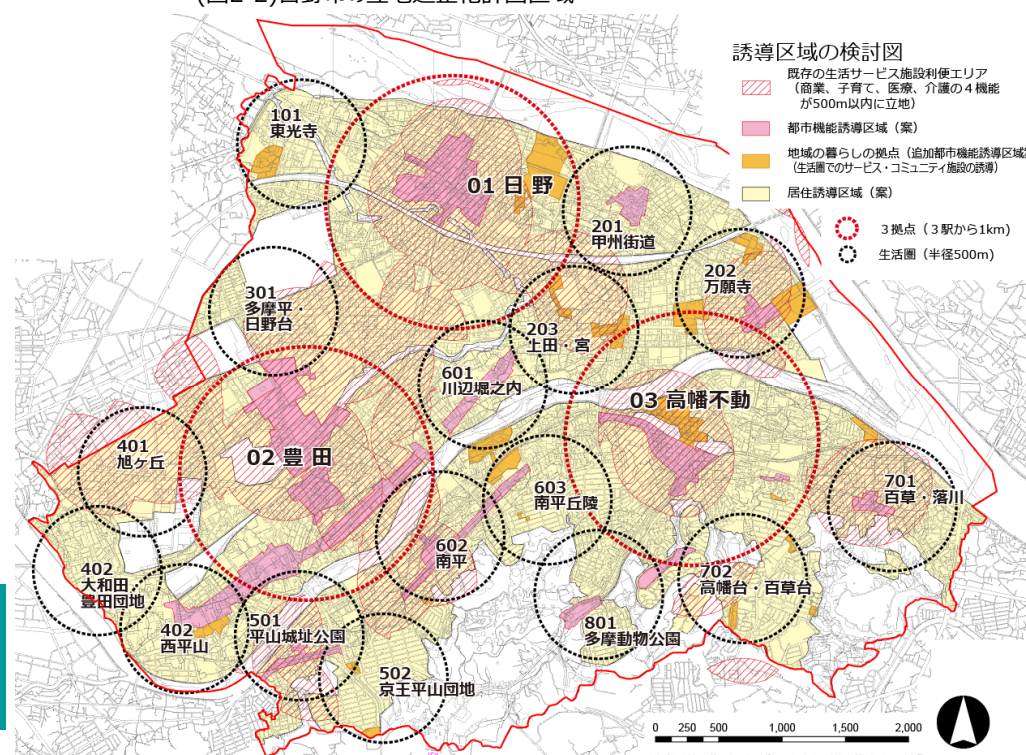 誘導区域の検討図
既存の生活サービス施設利便エリア
（商業、子育て、医療、介護の４機能
が500m以内に立地）
都市機能誘導区域（案）
地域の暮らしの拠点（追加都市機能誘導区域
（生活圏でのサービス・コミュニティ施設の誘導）
居住誘導区域（案）
３拠点（３駅から1km）
生活圏（半径500m）
101
東光寺
01 日 野
201
甲州街道
202
万願寺
301
多摩平・
日野台
203
上田・宮
601
川辺堀之内
03 高幡不動
401
旭ヶ丘
02 豊 田
603
南平丘陵
701
百草・落川
602
南平
402
大和田・
豊田団地
702
高幡台・百草台
402
西平山
501
平山城址公園
801
多摩動物公園
502
京王平山団地
0 250 500 1,000 1,500 2,000